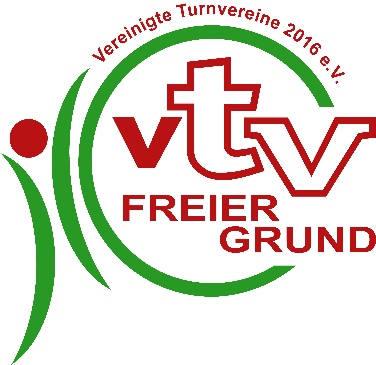 Vereinigte Turnvereine 2016 e.V.
vtv
FREIER
GRUND